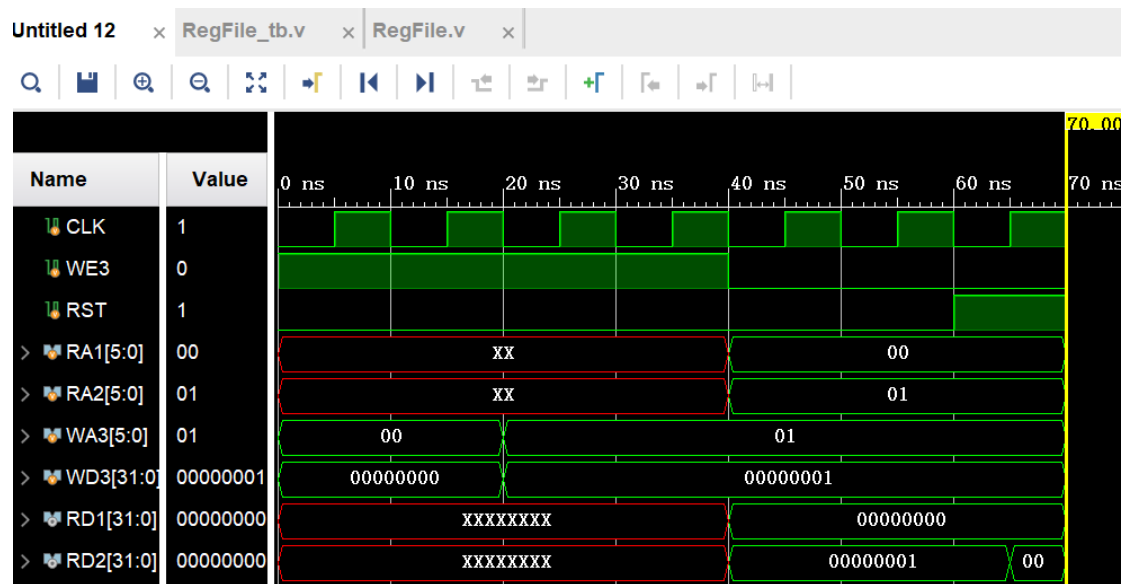 Untitled 12 × RegFile_tb.v × RegFile.v ×
70.00
Name Value 0 ns 10 ns 20 ns 30 ns 40 ns 50 ns 60 ns 70 ns
CLK 1
WE3 0
RST 1
> RA1[5:0] 00 XX 00
> RA2[5:0] 01 XX 01
> WA3[5:0] 01 00 01
> WD3[31:0] 00000001 00000000 00000001
> RD1[31:0] 00000000 XXXXXXXX 00000000
> RD2[31:0] 00000000 XXXXXXXX 00000001 00